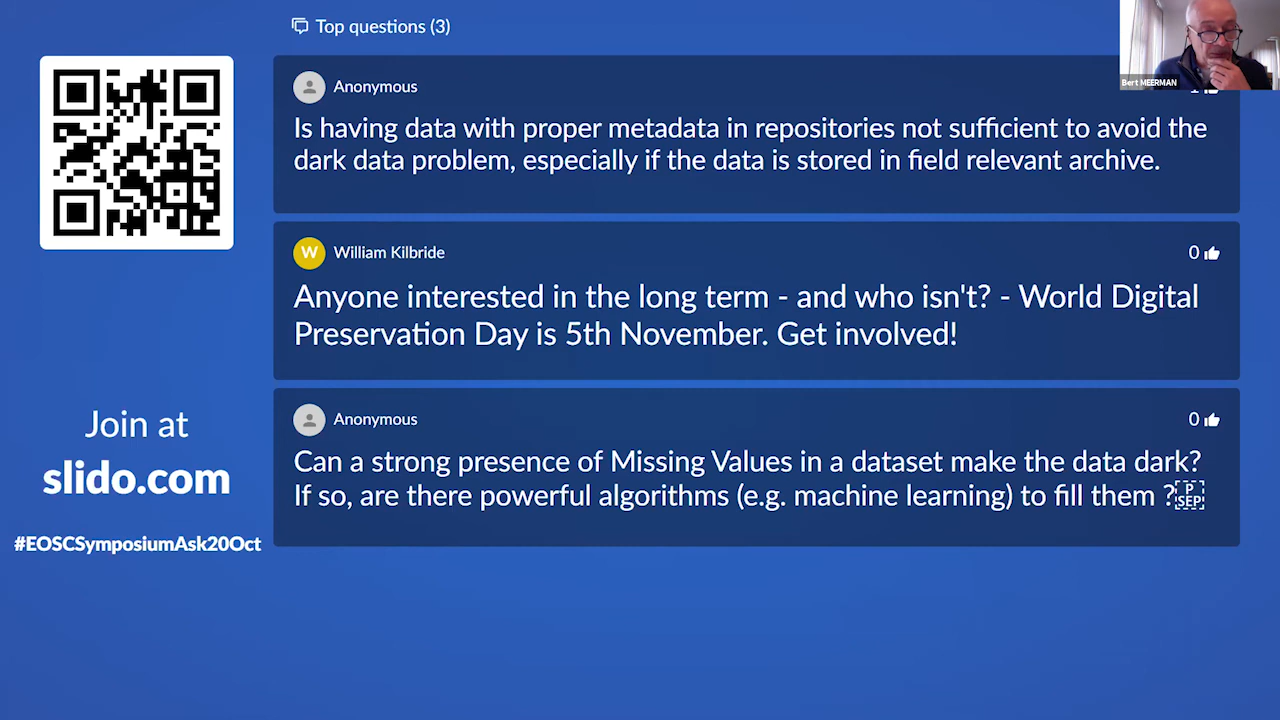 Top questions (3)
Bert MEERMAN
Anonymous
Is having data with proper metadata in repositories not sufficient to avoid the
dark data problem, especially if the data is stored in field relevant archive.
W
William Kilbride
0
Anyone interested in the long term - and who isn't? - World Digital
Preservation Day is 5th November. Get involved!
Join at
slido.com
#EOSCSymposiumAsk20Oct
Anonymous
0
Can a strong presence of Missing Values in a dataset make the data dark?
If so, are there powerful algorithms (e.g. machine learning) to fill them ?
P
SEP